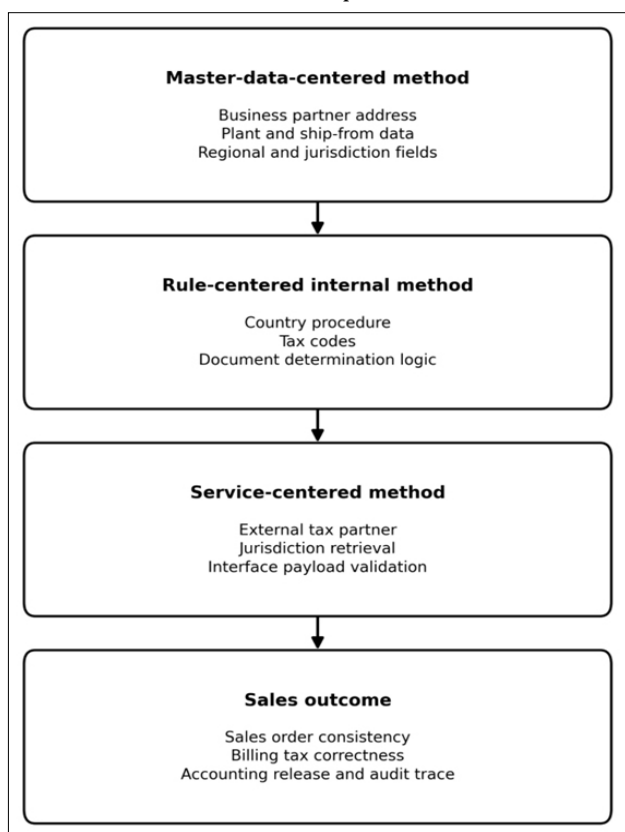 Master-data-centered method
Business partner address
Plant and ship-from data
Regional and jurisdiction fields
Rule-centered internal method
Country procedure
Tax codes
Document determination logic
Service-centered method
External tax partner
Jurisdiction retrieval
Interface payload validation
Sales outcome
Sales order consistency
Billing tax correctness
Accounting release and audit trace